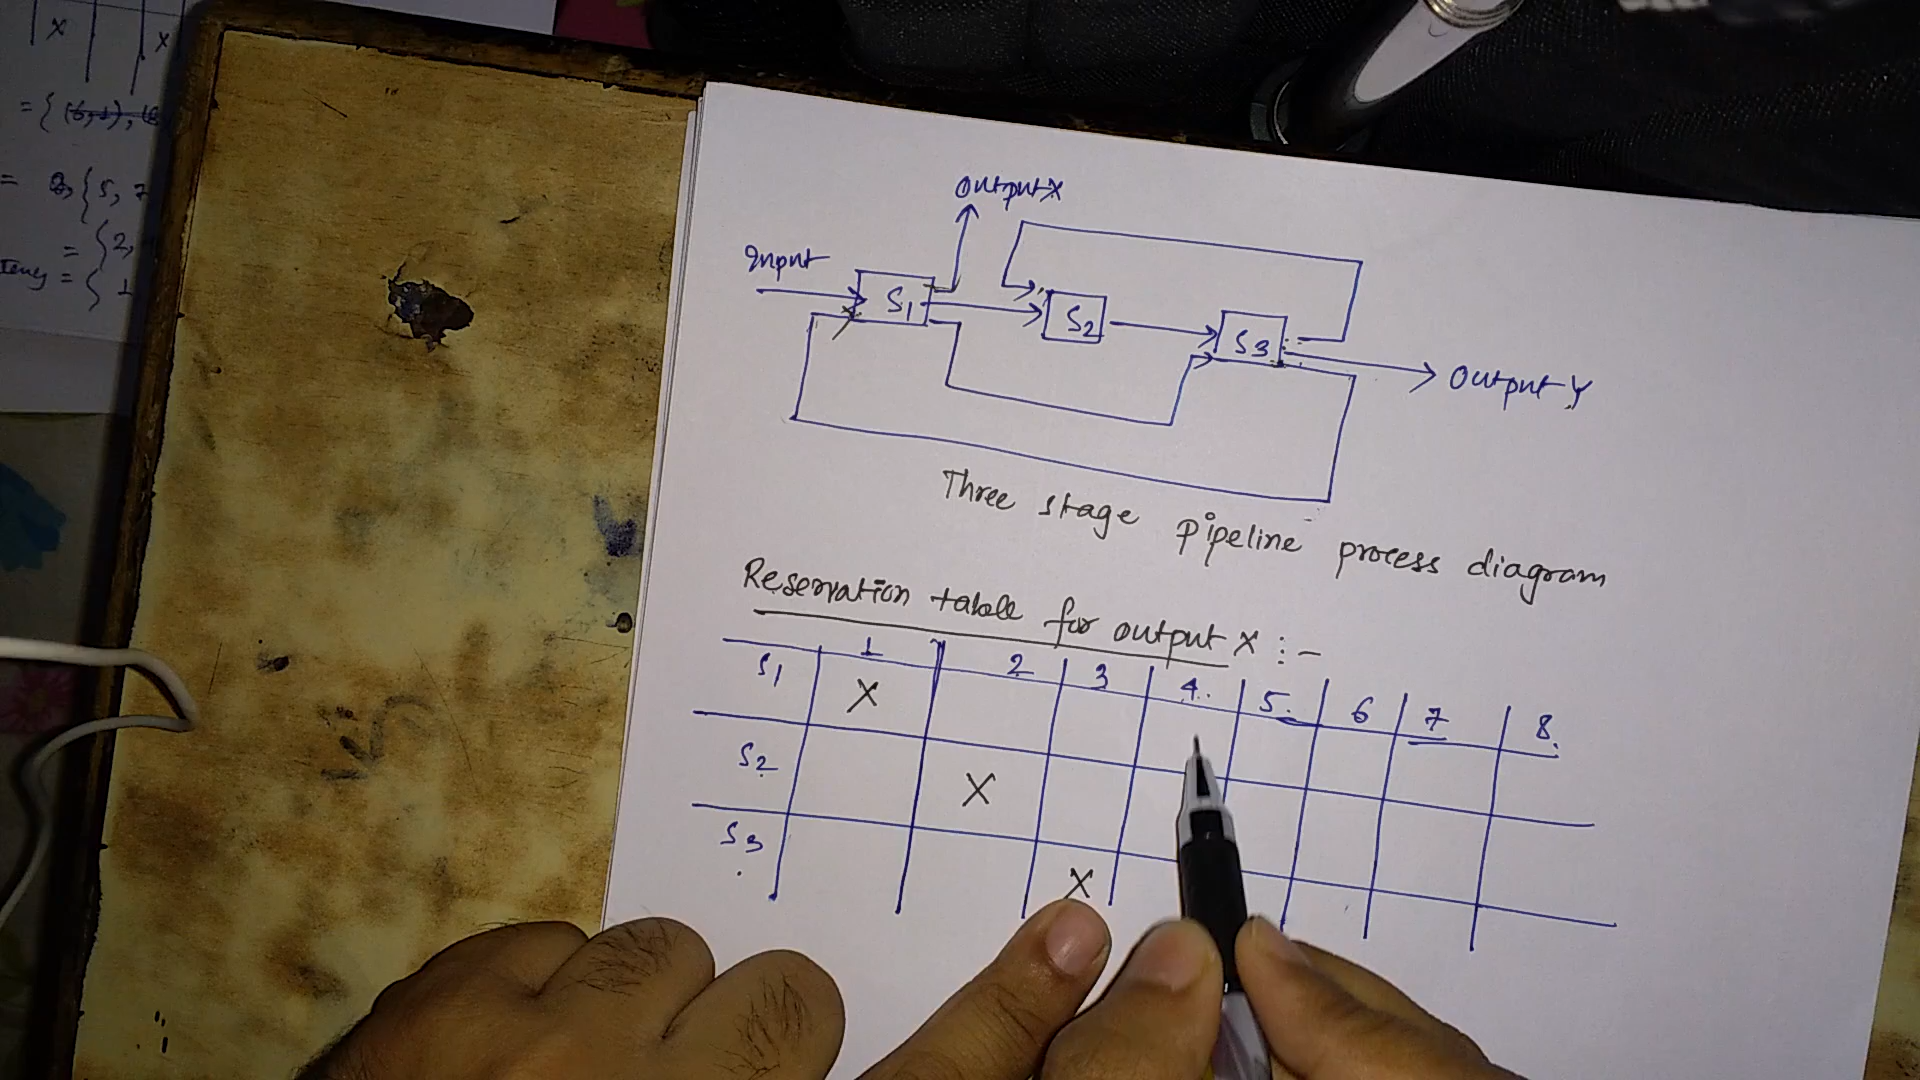 x x
Output X
Input
S1
S2
S3
Output Y
Three stage pipeline process diagram
Reservation table for output X :-
1 2 3 4. 5. 6 7 8.
S1 X
S2 X
S3 X